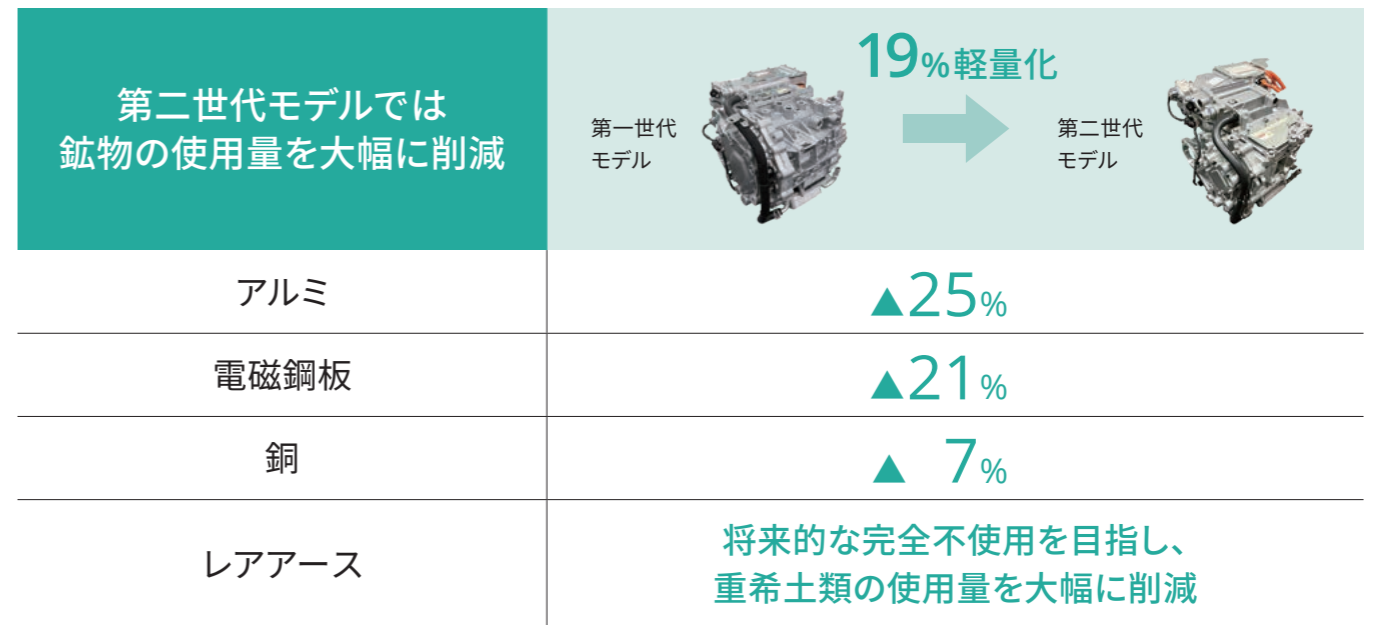 第二世代モデルでは
鉱物の使用量を大幅に削減
19%軽量化
第一世代
モデル
第二世代
モデル
アルミ
▲25%
電磁鋼板
▲21%
銅
▲ 7%
レアアース
将来的な完全不使用を目指し、
重希土類の使用量を大幅に削減